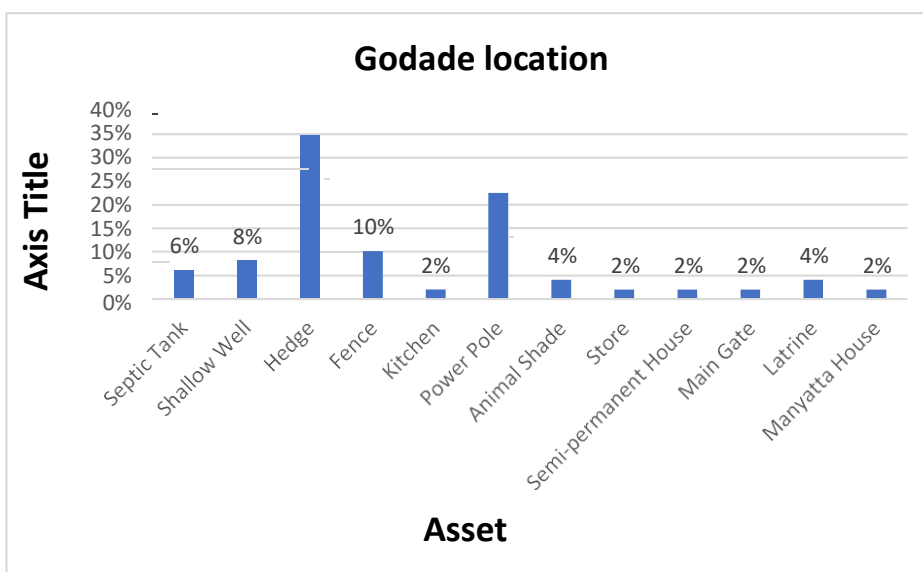 Godade location
Axis Title
40%
35%
30%
25%
20%
15%
10%
5%
0%
6%
8%
10%
2%
4%
2%
2%
2%
4%
2%
Septic Tank
Shallow Well
Hedge
Fence
Kitchen
Power Pole
Animal Shade
Store
Semi-permanent House
Main Gate
Latrine
Manyatta House
Asset